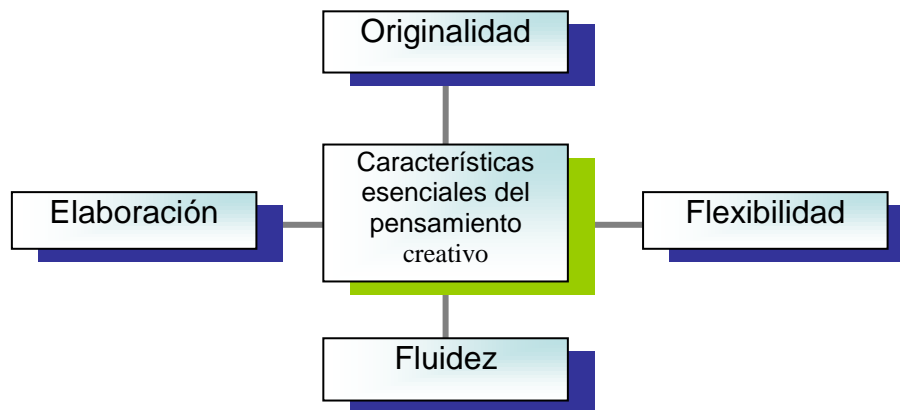 Originalidad
Características
esenciales del
pensamiento
creativo
Elaboración
Flexibilidad
Fluidez